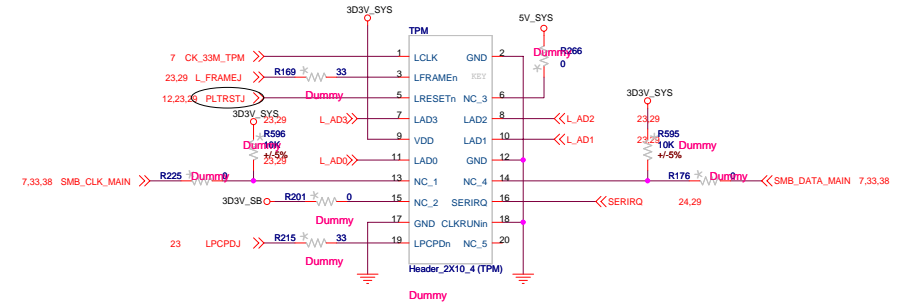 3D3V_SYS
5V_SYS
TPM
7 CK_33M_TPM
1 LCLK
GND 2
Dummy
R266
0
23,29 L_FRAMEJ
R169 33
3 LFRAMEn
KEY
12,23,29 PLTRSTJ
Dummy
5 LRESETn
NC_3 6
3D3V_SYS
3D3V_SYS
23,29
L_AD3
7 LAD3
LAD2 8
L_AD2
23,29
R596
10K
+/-5%
Dummy
9 VDD
LAD1 10
L_AD1
23,29
R595
10K
+/-5%
Dummy
23,29
L_AD0
11 LAD0
GND 12
7,33,38 SMB_CLK_MAIN
R225 0
Dummy
13 NC_1
NC_4 14
R176 0
Dummy
SMB_DATA_MAIN 7,33,38
3D3V_SB
R201 0
15 NC_2
SERIRQ 16
SERIRQ
24,29
Dummy
17 GND
CLKRUNin 18
23 LPCPDJ
R215 33
19 LPCPDn
NC_5 20
Dummy
Header_2X10_4 (TPM)
Dummy